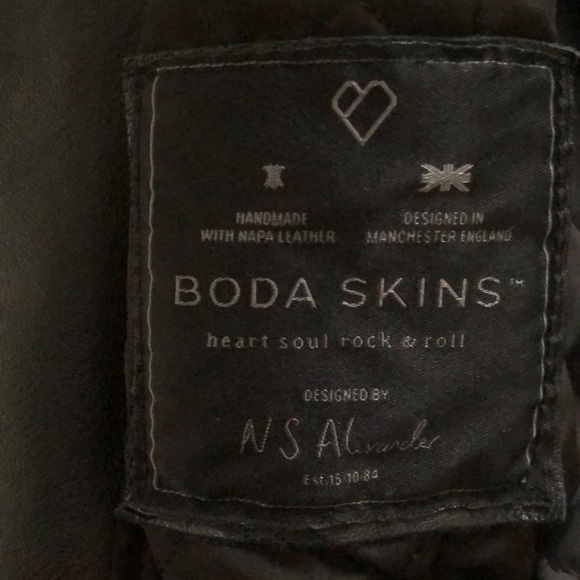 HANDMADE
WITH NAPA LEATHER
DESIGNED IN
MANCHESTER ENGLAND
BODA SKINS™
heart soul rock & roll
DESIGNED BY
N S Alexander
Est.15/10/84